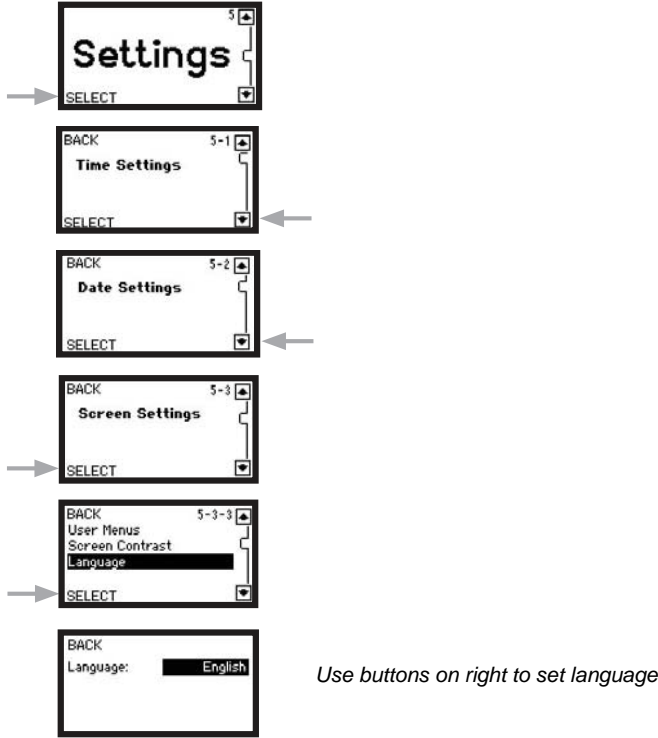 5
Settings
SELECT
BACK 5-1
Time Settings
SELECT
BACK 5-2
Date Settings
SELECT
BACK 5-3
Screen Settings
SELECT
BACK 5-3-3
User Menus
Screen Contrast
Language
SELECT
BACK
Language: English
Use buttons on right to set language